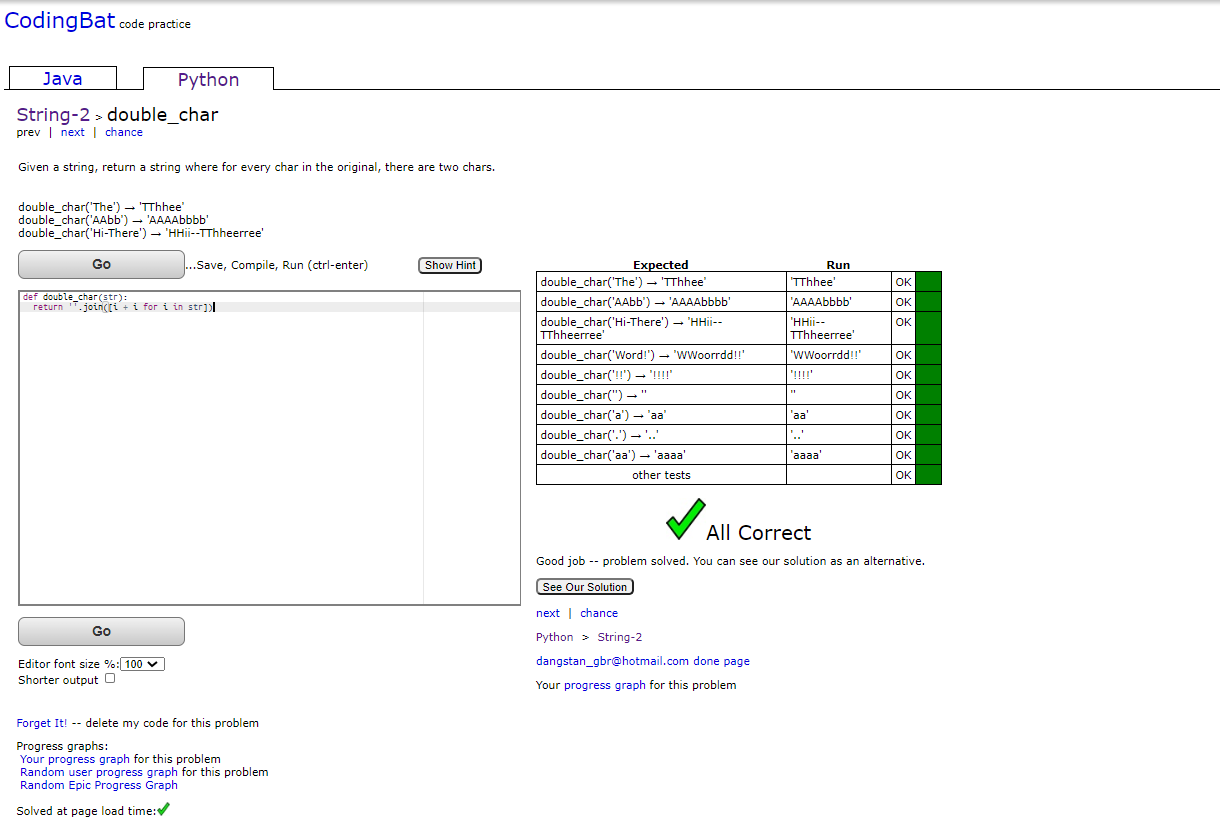 CodingBat code practice
Java
Python
String-2 > double_char
prev | next | chance
Given a string, return a string where for every char in the original, there are two chars.
double_char('The') → 'TThhee'
double_char('AAbb') → 'AAAAbbbb'
double_char('Hi-There') → 'HHii--TThheerree'
Go ...Save, Compile, Run (ctrl-enter) Show Hint
def double_char(str):
  return ''.join([i + i for i in str])
Go
Editor font size %: 100
Shorter output
Forget It! -- delete my code for this problem
Progress graphs:
Your progress graph for this problem
Random user progress graph for this problem
Random Epic Progress Graph
Solved at page load time:
Expected Run
double_char('The') → 'TThhee' 'TThhee' OK
double_char('AAbb') → 'AAAAbbbb' 'AAAAbbbb' OK
double_char('Hi-There') → 'HHii-- 'HHii-- OK
TThheerree' TThheerree'
double_char('Word!') → 'WWoorrdd!!' 'WWoorrdd!!' OK
double_char('!!') → '!!!!' '!!!!' OK
double_char('') → '' '' OK
double_char('a') → 'aa' 'aa' OK
double_char('.') → '..' '..' OK
double_char('aa') → 'aaaa' 'aaaa' OK
other tests OK
All Correct
Good job -- problem solved. You can see our solution as an alternative.
See Our Solution
next | chance
Python > String-2
dangstan_gbr@hotmail.com done page
Your progress graph for this problem